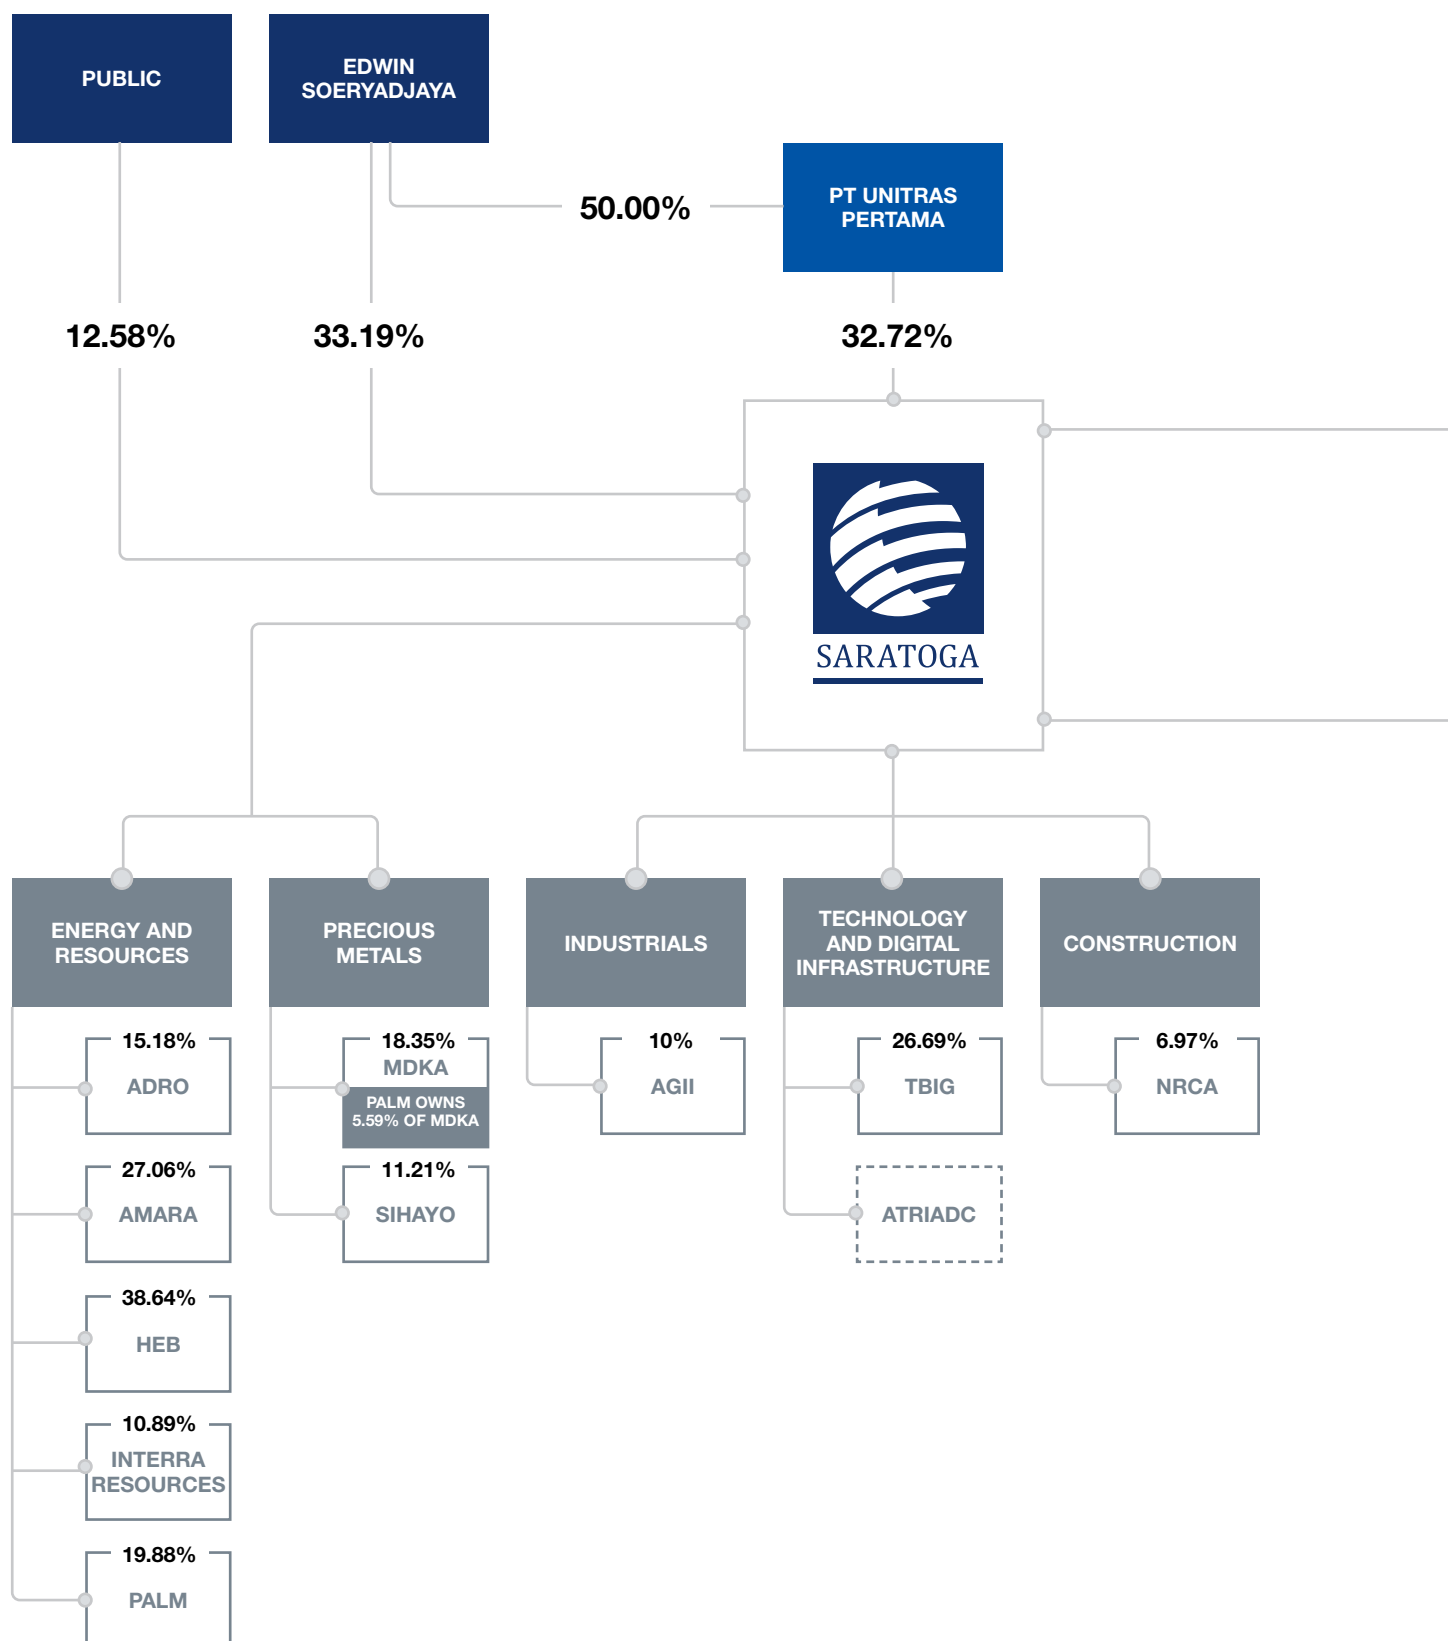 PUBLIC
EDWIN
SOERYADJAYA
50.00%
PT UNITRAS
PERTAMA
12.58%
33.19%
32.72%
SARATOGA
ENERGY AND
RESOURCES
PRECIOUS
METALS
INDUSTRIALS
TECHNOLOGY
AND DIGITAL
INFRASTRUCTURE
CONSTRUCTION
15.18%
ADRO
18.35%
MDKA
PALM OWNS
5.59% OF MDKA
10%
AGII
26.69%
TBIG
6.97%
NRCA
27.06%
AMARA
11.21%
SIHAYO
ATRIADC
38.64%
HEB
10.89%
INTERRA
RESOURCES
19.88%
PALM